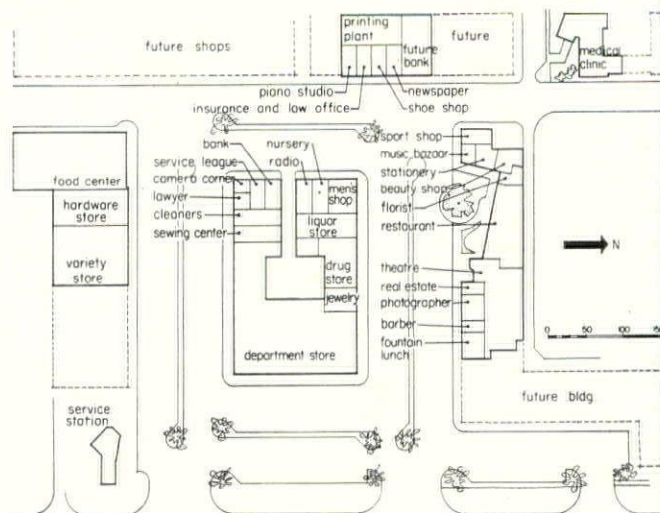 printing
plant
future shops
future
bank
future
medical
clinic
piano studio
newspaper
insurance and law office
shoe shop
sport shop
bank
nursery
music bazaar
service league
radio
stationery
camera corner
men's
shop
beauty shop
food center
lawyer
florist
hardware
store
cleaners
liquor
store
restaurant
sewing center
N
variety
store
drug
store
theatre
real estate
jewelry
photographer
barber
0 50 100 150
department store
fountain
lunch
future bldg.
service
station